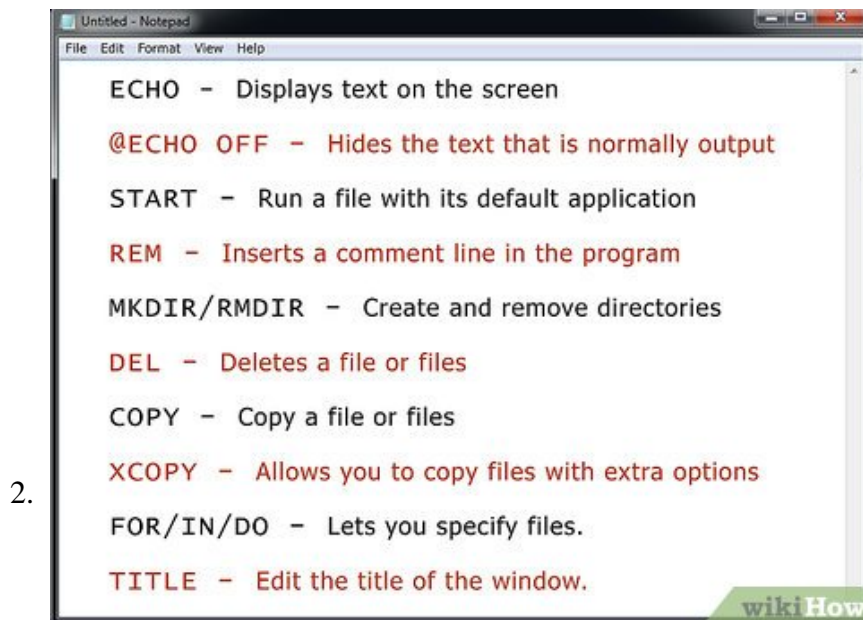 Untitled - Notepad
File Edit Format View Help
ECHO – Displays text on the screen
@ECHO OFF – Hides the text that is normally output
START – Run a file with its default application
REM – Inserts a comment line in the program
MKDIR/RMDIR – Create and remove directories
DEL – Deletes a file or files
COPY – Copy a file or files
XCOPY – Allows you to copy files with extra options
2.
FOR/IN/DO – Lets you specify files.
TITLE – Edit the title of the window.
wikiHow